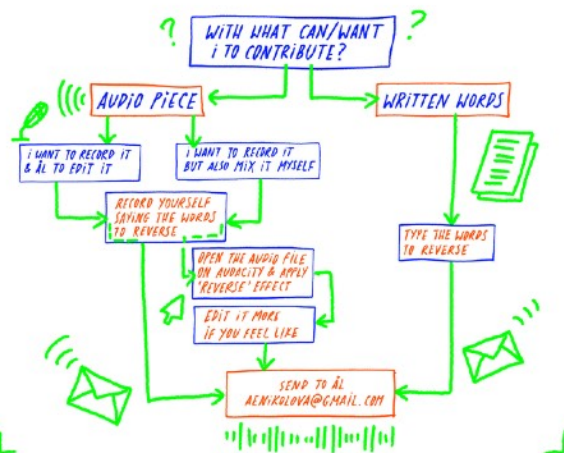 WITH WHAT CAN/WANT
i TO CONTRIBUTE?
AUDIO PIECE
WRITTEN WORDS
i WANT TO RECORD IT
& ÅL TO EDIT IT
I WANT TO RECORD IT
BUT ALSO MIX IT MYSELF
RECORD YOURSELF
SAYING THE WORDS
TO REVERSE
TYPE THE WORDS
TO REVERSE
OPEN THE AUDIO FILE
ON AUDACITY & APPLY
'REVERSE' EFFECT
EDIT IT MORE
IF YOU FEEL LIKE
SEND TO ÅL
AENIKOLOVA@GMAIL.COM